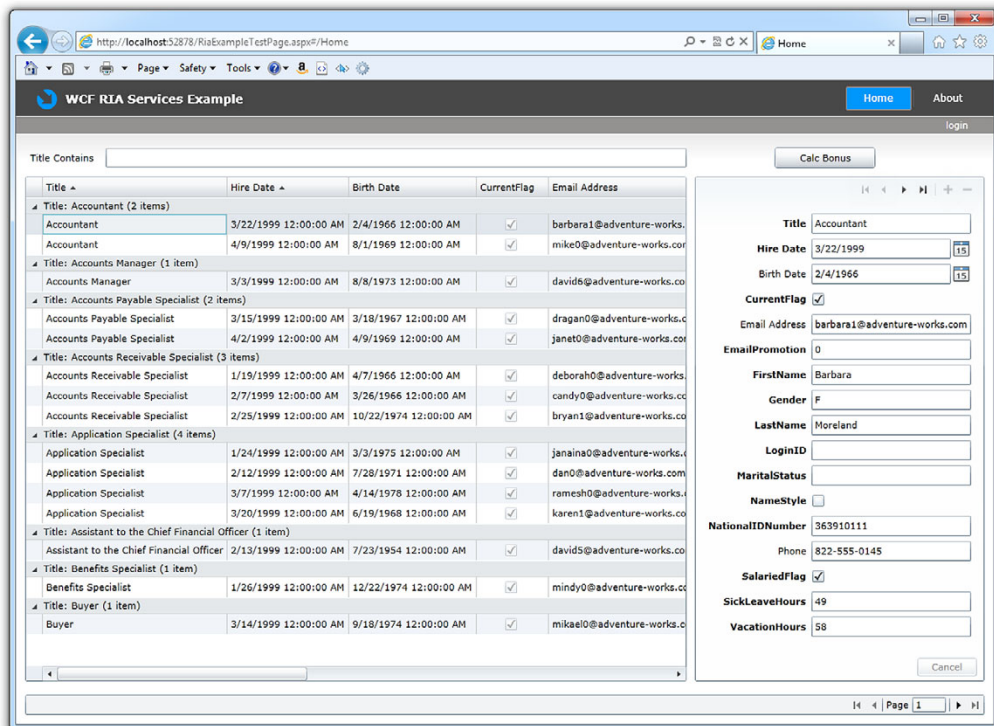 http://localhost:52878/RiaExampleTestPage.aspx#/Home
Home
Page Safety Tools
WCF RIA Services Example
Home About
login
Title Contains
Calc Bonus
Title Hire Date Birth Date CurrentFlag Email Address
Title: Accountant (2 items)
Accountant 3/22/1999 12:00:00 AM 2/4/1966 12:00:00 AM barbara1@adventure-works.
Accountant 4/9/1999 12:00:00 AM 8/1/1969 12:00:00 AM mike0@adventure-works.cor
Title: Accounts Manager (1 item)
Accounts Manager 3/3/1999 12:00:00 AM 8/8/1973 12:00:00 AM david6@adventure-works.co
Title: Accounts Payable Specialist (2 items)
Accounts Payable Specialist 3/15/1999 12:00:00 AM 3/18/1967 12:00:00 AM dragan0@adventure-works.c
Accounts Payable Specialist 4/2/1999 12:00:00 AM 4/9/1969 12:00:00 AM janet0@adventure-works.cor
Title: Accounts Receivable Specialist (3 items)
Accounts Receivable Specialist 1/19/1999 12:00:00 AM 4/7/1966 12:00:00 AM deborah0@adventure-works.
Accounts Receivable Specialist 2/7/1999 12:00:00 AM 3/26/1966 12:00:00 AM candy0@adventure-works.co
Accounts Receivable Specialist 2/25/1999 12:00:00 AM 10/22/1974 12:00:00 AM bryan1@adventure-works.co
Title: Application Specialist (4 items)
Application Specialist 1/24/1999 12:00:00 AM 3/3/1975 12:00:00 AM janaina0@adventure-works.c
Application Specialist 2/12/1999 12:00:00 AM 7/28/1971 12:00:00 AM dan0@adventure-works.com
Application Specialist 3/7/1999 12:00:00 AM 4/14/1978 12:00:00 AM ramesh0@adventure-works.
Application Specialist 3/20/1999 12:00:00 AM 6/19/1968 12:00:00 AM karen1@adventure-works.co
Title: Assistant to the Chief Financial Officer (1 item)
Assistant to the Chief Financial Officer 2/13/1999 12:00:00 AM 7/23/1954 12:00:00 AM david5@adventure-works.co
Title: Benefits Specialist (1 item)
Benefits Specialist 1/26/1999 12:00:00 AM 12/22/1974 12:00:00 AM mindy0@adventure-works.co
Title: Buyer (1 item)
Buyer 3/14/1999 12:00:00 AM 9/18/1974 12:00:00 AM mikael0@adventure-works.c
Title Accountant
Hire Date 3/22/1999 15
Birth Date 2/4/1966 15
CurrentFlag
Email Address barbara1@adventure-works.com
EmailPromotion 0
FirstName Barbara
Gender F
LastName Moreland
LoginID
MaritalStatus
NameStyle
NationalIDNumber 363910111
Phone 822-555-0145
SalariedFlag
SickLeaveHours 49
VacationHours 58
Cancel
Page 1